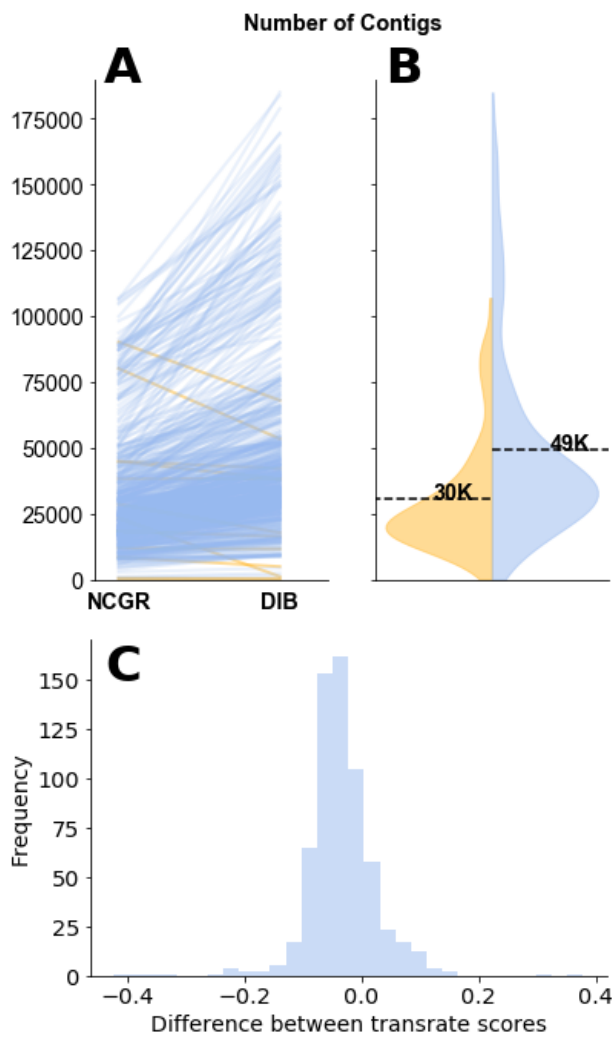 Number of Contigs
A
B
175000
150000
125000
100000
75000
50000
25000
0
49K
30K
NCGR
DIB
C
150
125
100
75
50
25
0
Frequency
−0.4
−0.2
0.0
0.2
0.4
Difference between transrate scores